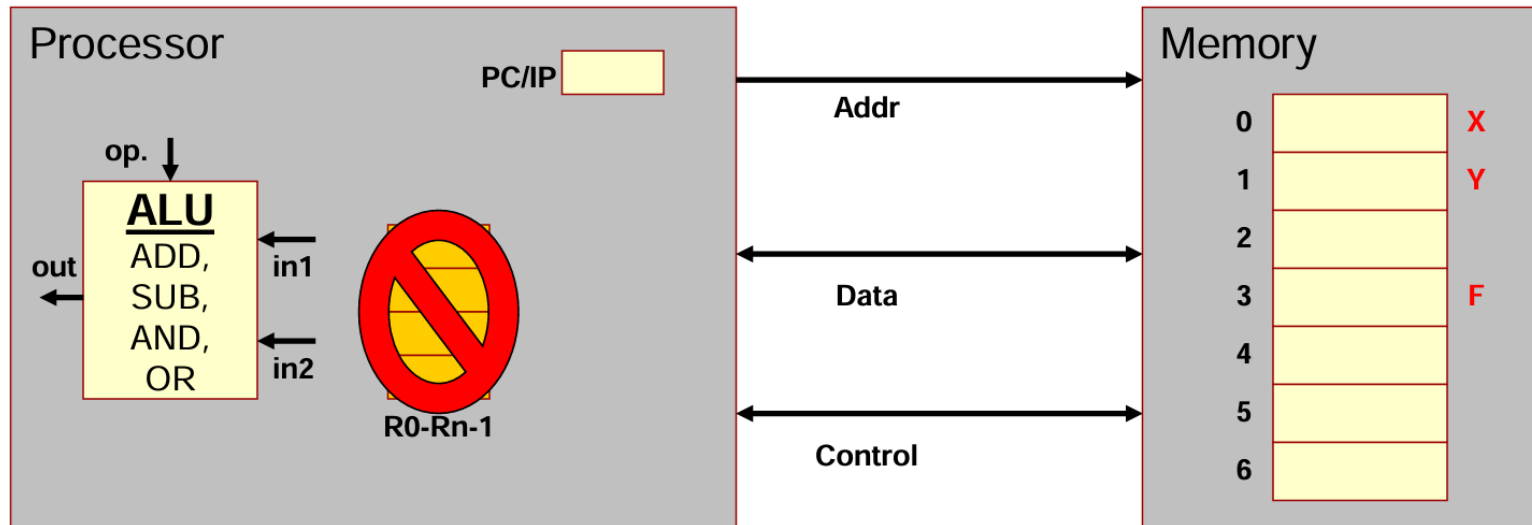 Processor
PC/IP
op.
ALU
ADD,
SUB,
AND,
OR
out
in1
in2
R0-Rn-1
Addr
Data
Control
Memory
0 X
1 Y
2
3 F
4
5
6